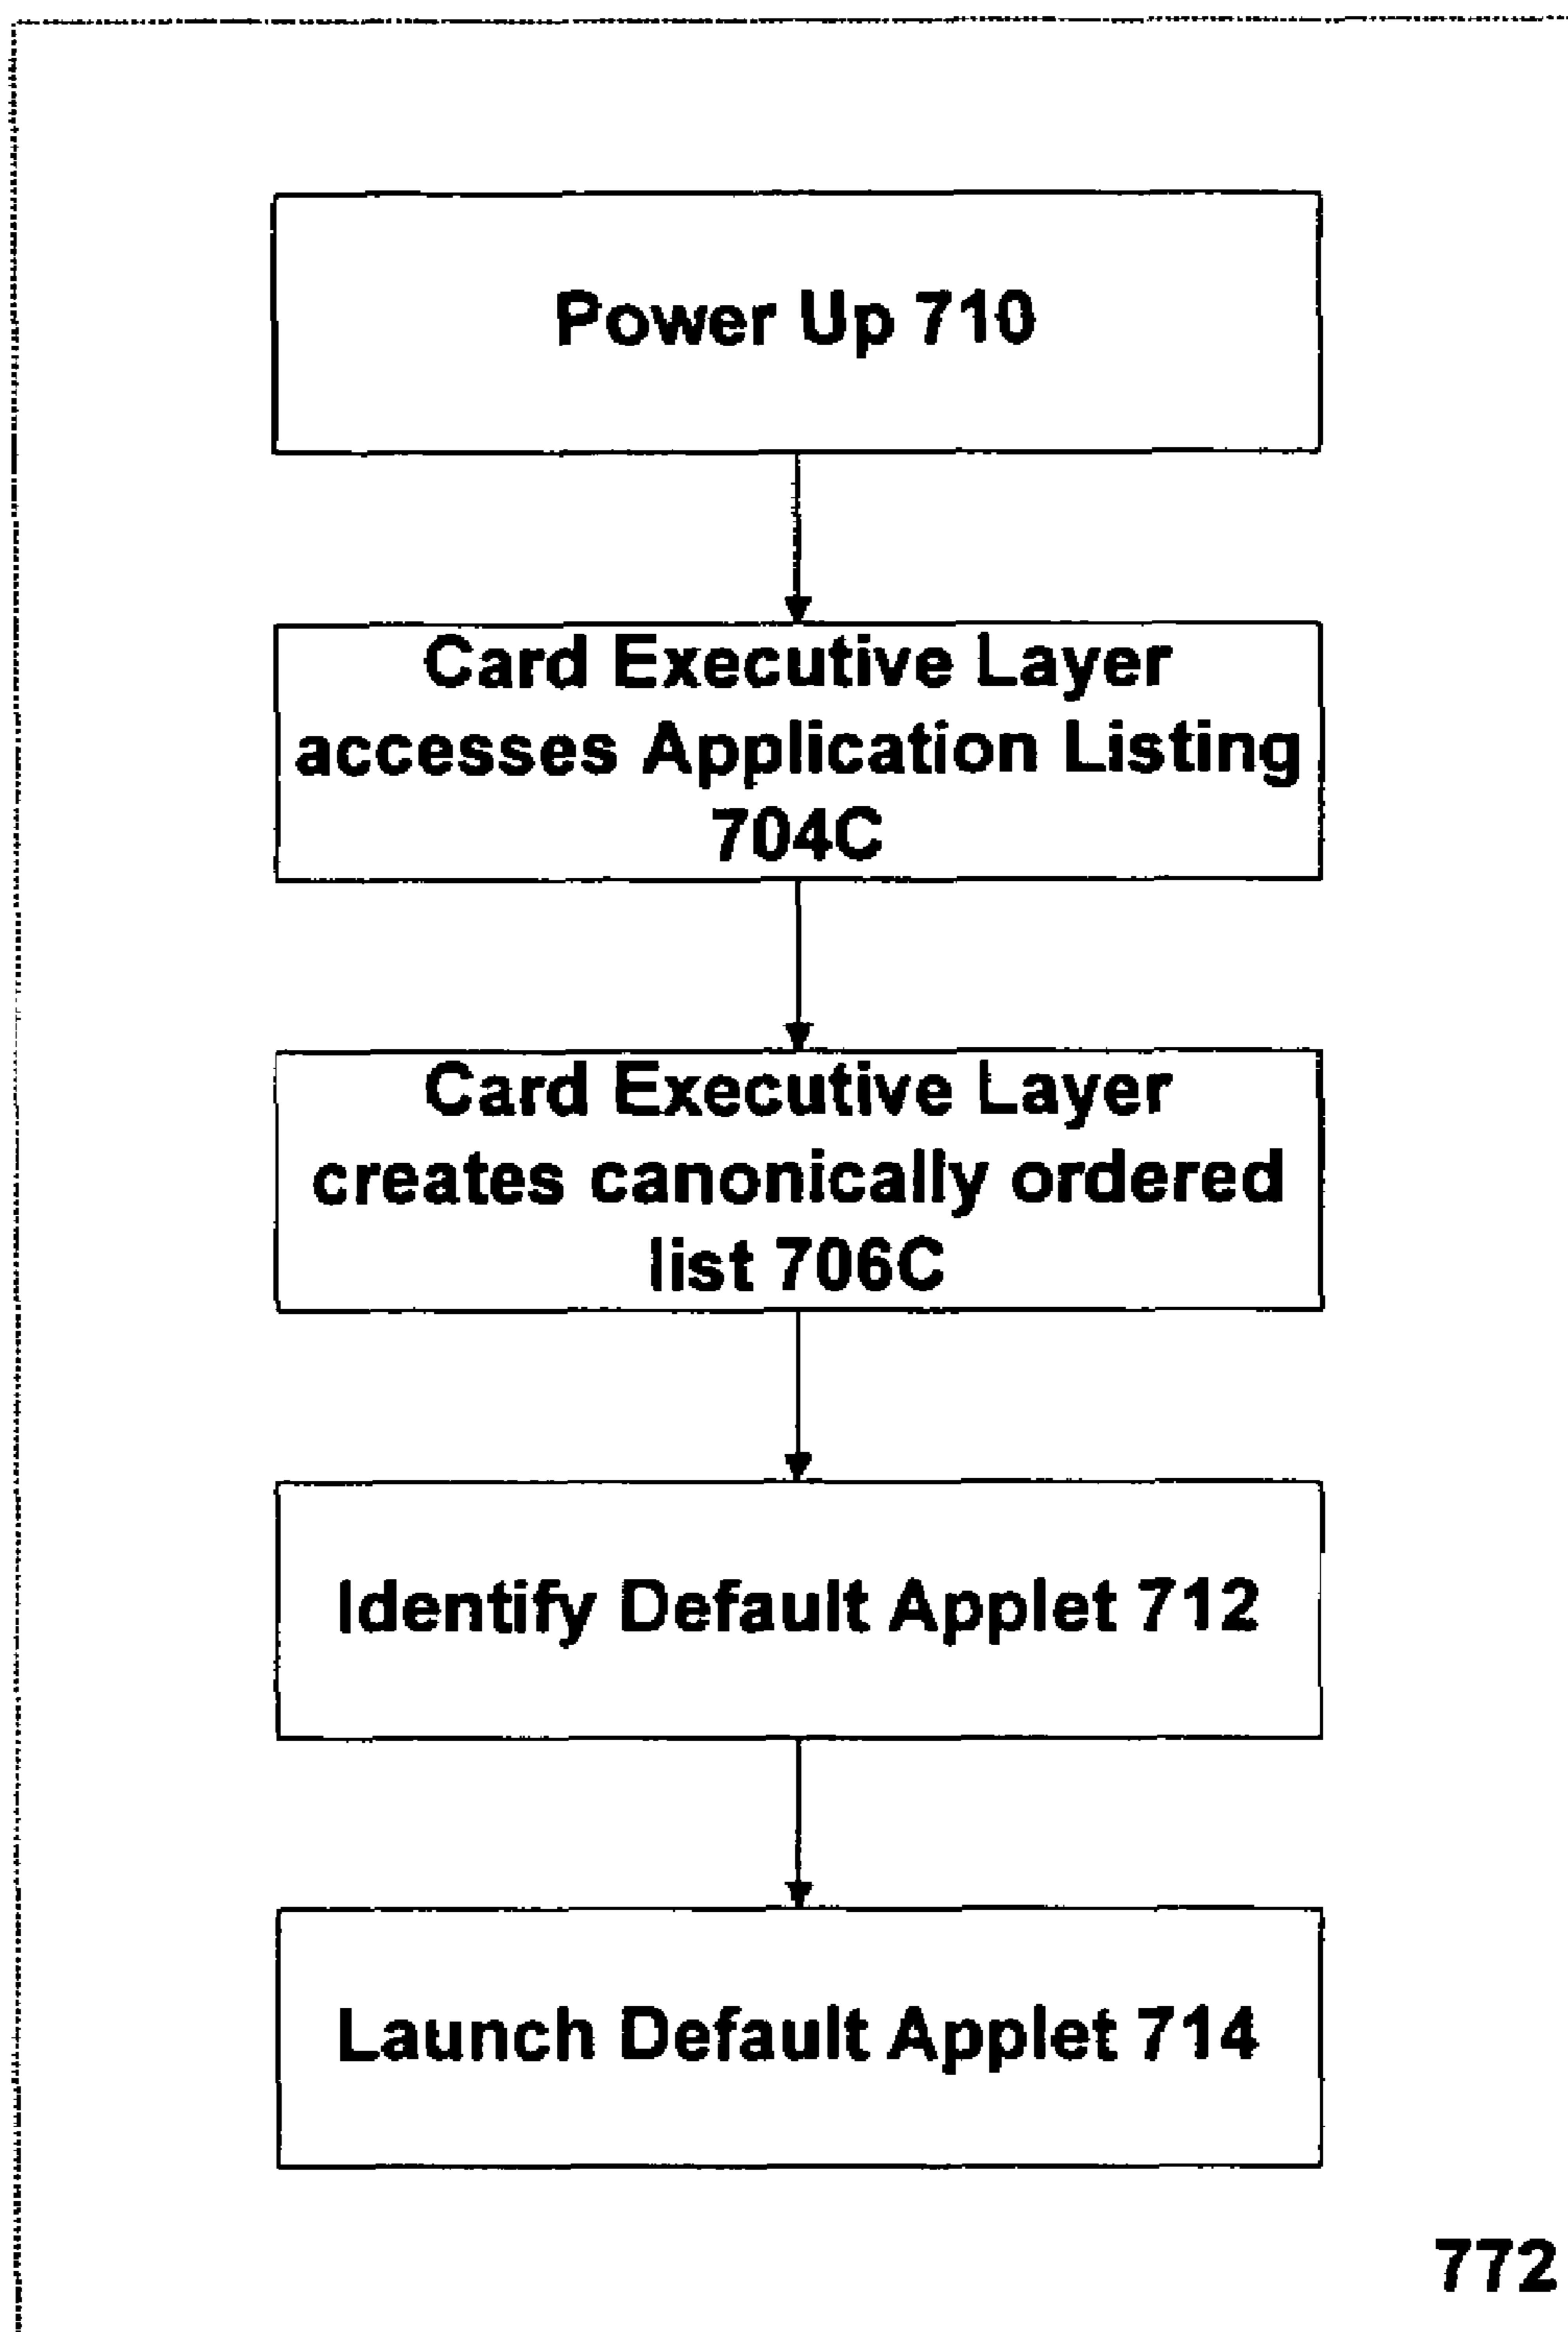 Power Up 710
Card Executive Layer
accesses Application Listing
704C
Card Executive Layer
creates canonically ordered
list 706C
Identify Default Applet 712
Launch Default Applet 714
772